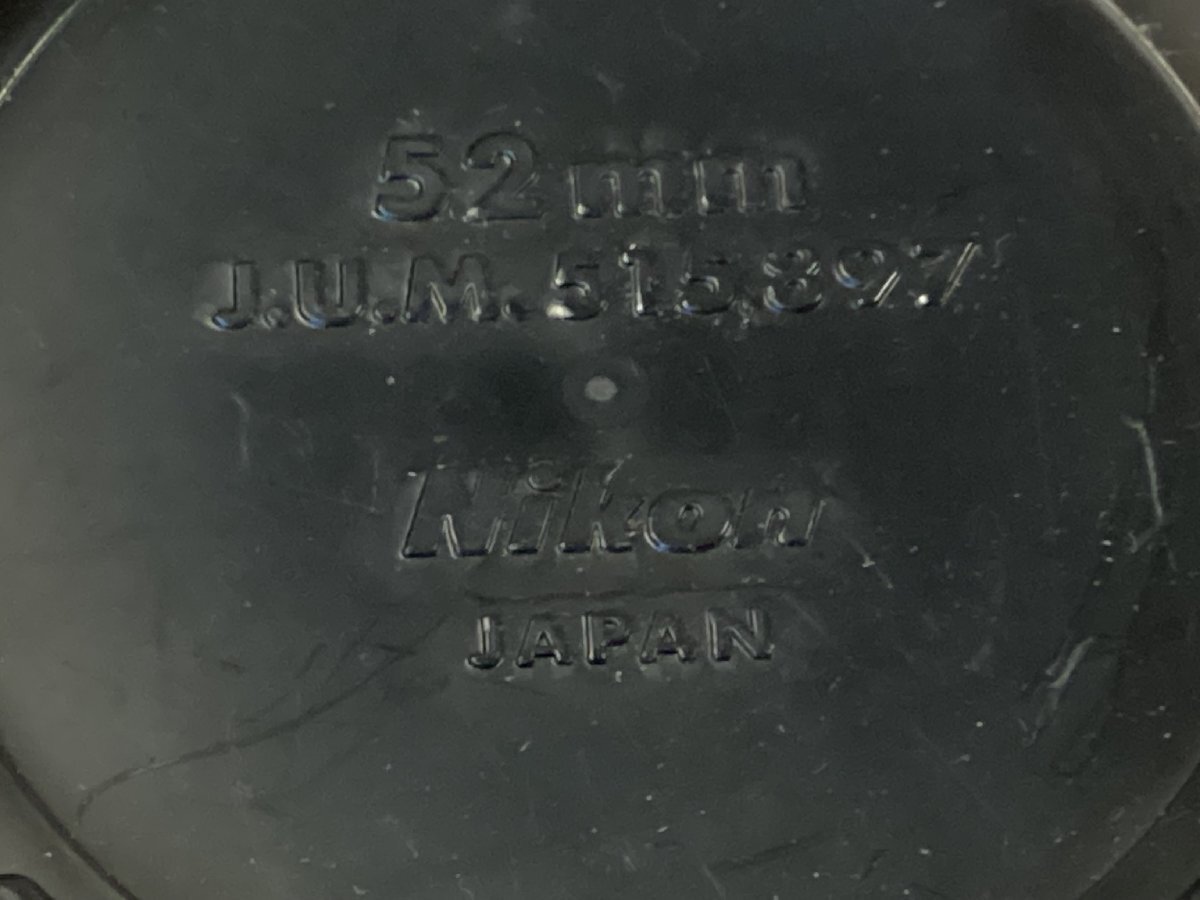 52mm
J.U.M. 515897
Nikon
JAPAN